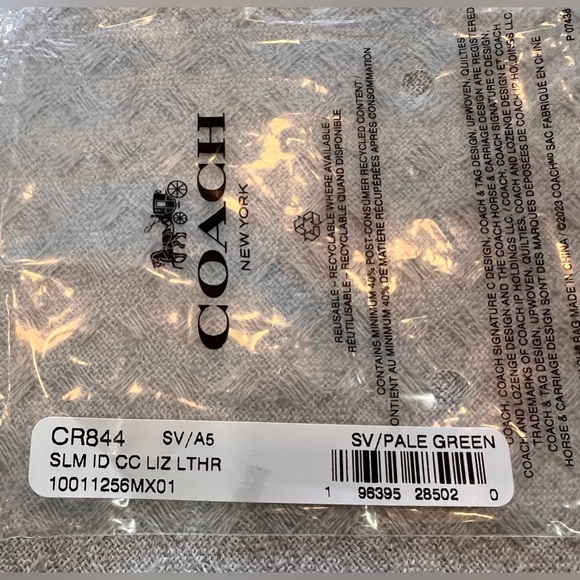 COACH
NEW YORK
REUSABLE – RECYCLABLE WHERE AVAILABLE /
RÉUTILISABLE – RECYCLABLE QUAND DISPONIBLE
CONTAINS MINIMUM 40% POST-CONSUMER RECYCLED CONTENT /
CONTIENT AU MINIMUM 40% DE MATIÈRE RÉCUPÉRÉES APRÈS CONSOMMATION
COACH, COACH SIGNATURE C DESIGN, COACH & TAG DESIGN, UPWOVEN, QUILTIES
AND LOZENGE DESIGN AND THE COACH HORSE & CARRIAGE DESIGN ARE REGISTERED
TRADEMARKS OF COACH IP HOLDINGS LLC. / COACH, COACH SIGNATURE C DESIGN,
COACH & TAG DESIGN, UPWOVEN, QUILTIES, COACH AND LOZENGE DESIGN ET COACH
HORSE & CARRIAGE DESIGN SONT DES MARQUES DÉPOSÉES DE COACH IP HOLDINGS LLC.
BAG MADE IN CHINA / ©2023 COACH MD SAC FABRIQUÉ EN CHINE
P 07436
CR844 SV/A5 SV/PALE GREEN
SLM ID CC LIZ LTHR
10011256MX01
1 96395 28502 0